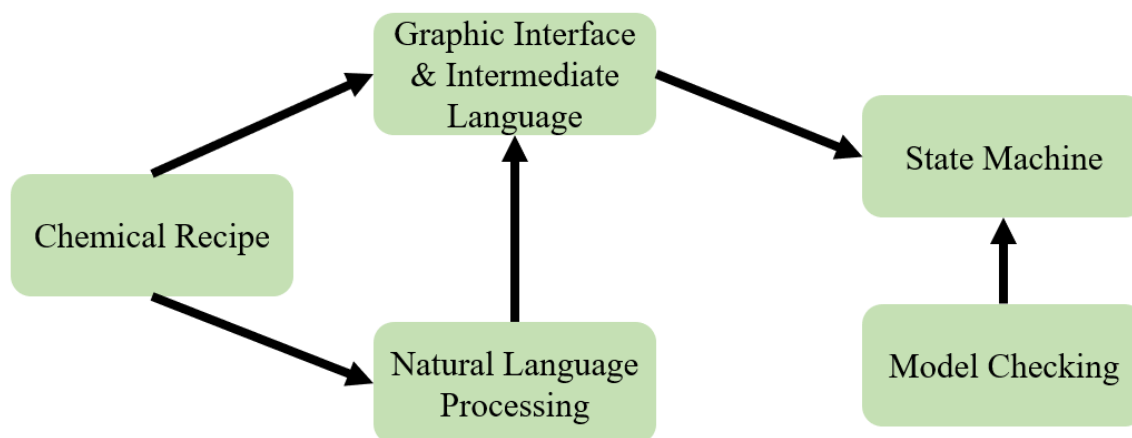 Graphic Interface
& Intermediate
Language
State Machine
Chemical Recipe
Natural Language
Processing
Model Checking